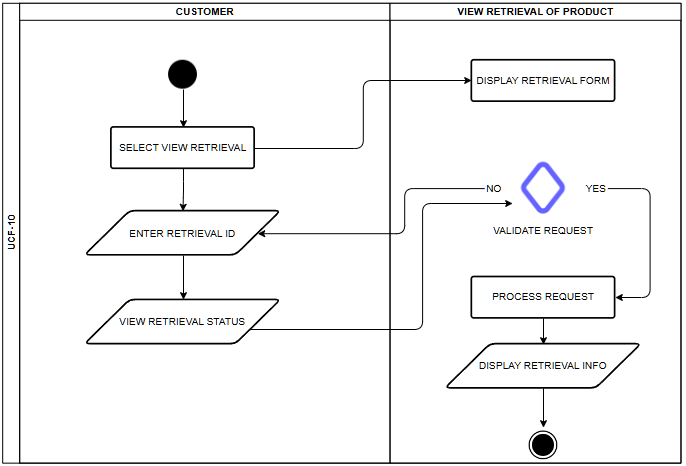 CUSTOMER
VIEW RETRIEVAL OF PRODUCT
UCF-10
DISPLAY RETRIEVAL FORM
SELECT VIEW RETRIEVAL
NO
YES
ENTER RETRIEVAL ID
VALIDATE REQUEST
PROCESS REQUEST
VIEW RETRIEVAL STATUS
DISPLAY RETRIEVAL INFO